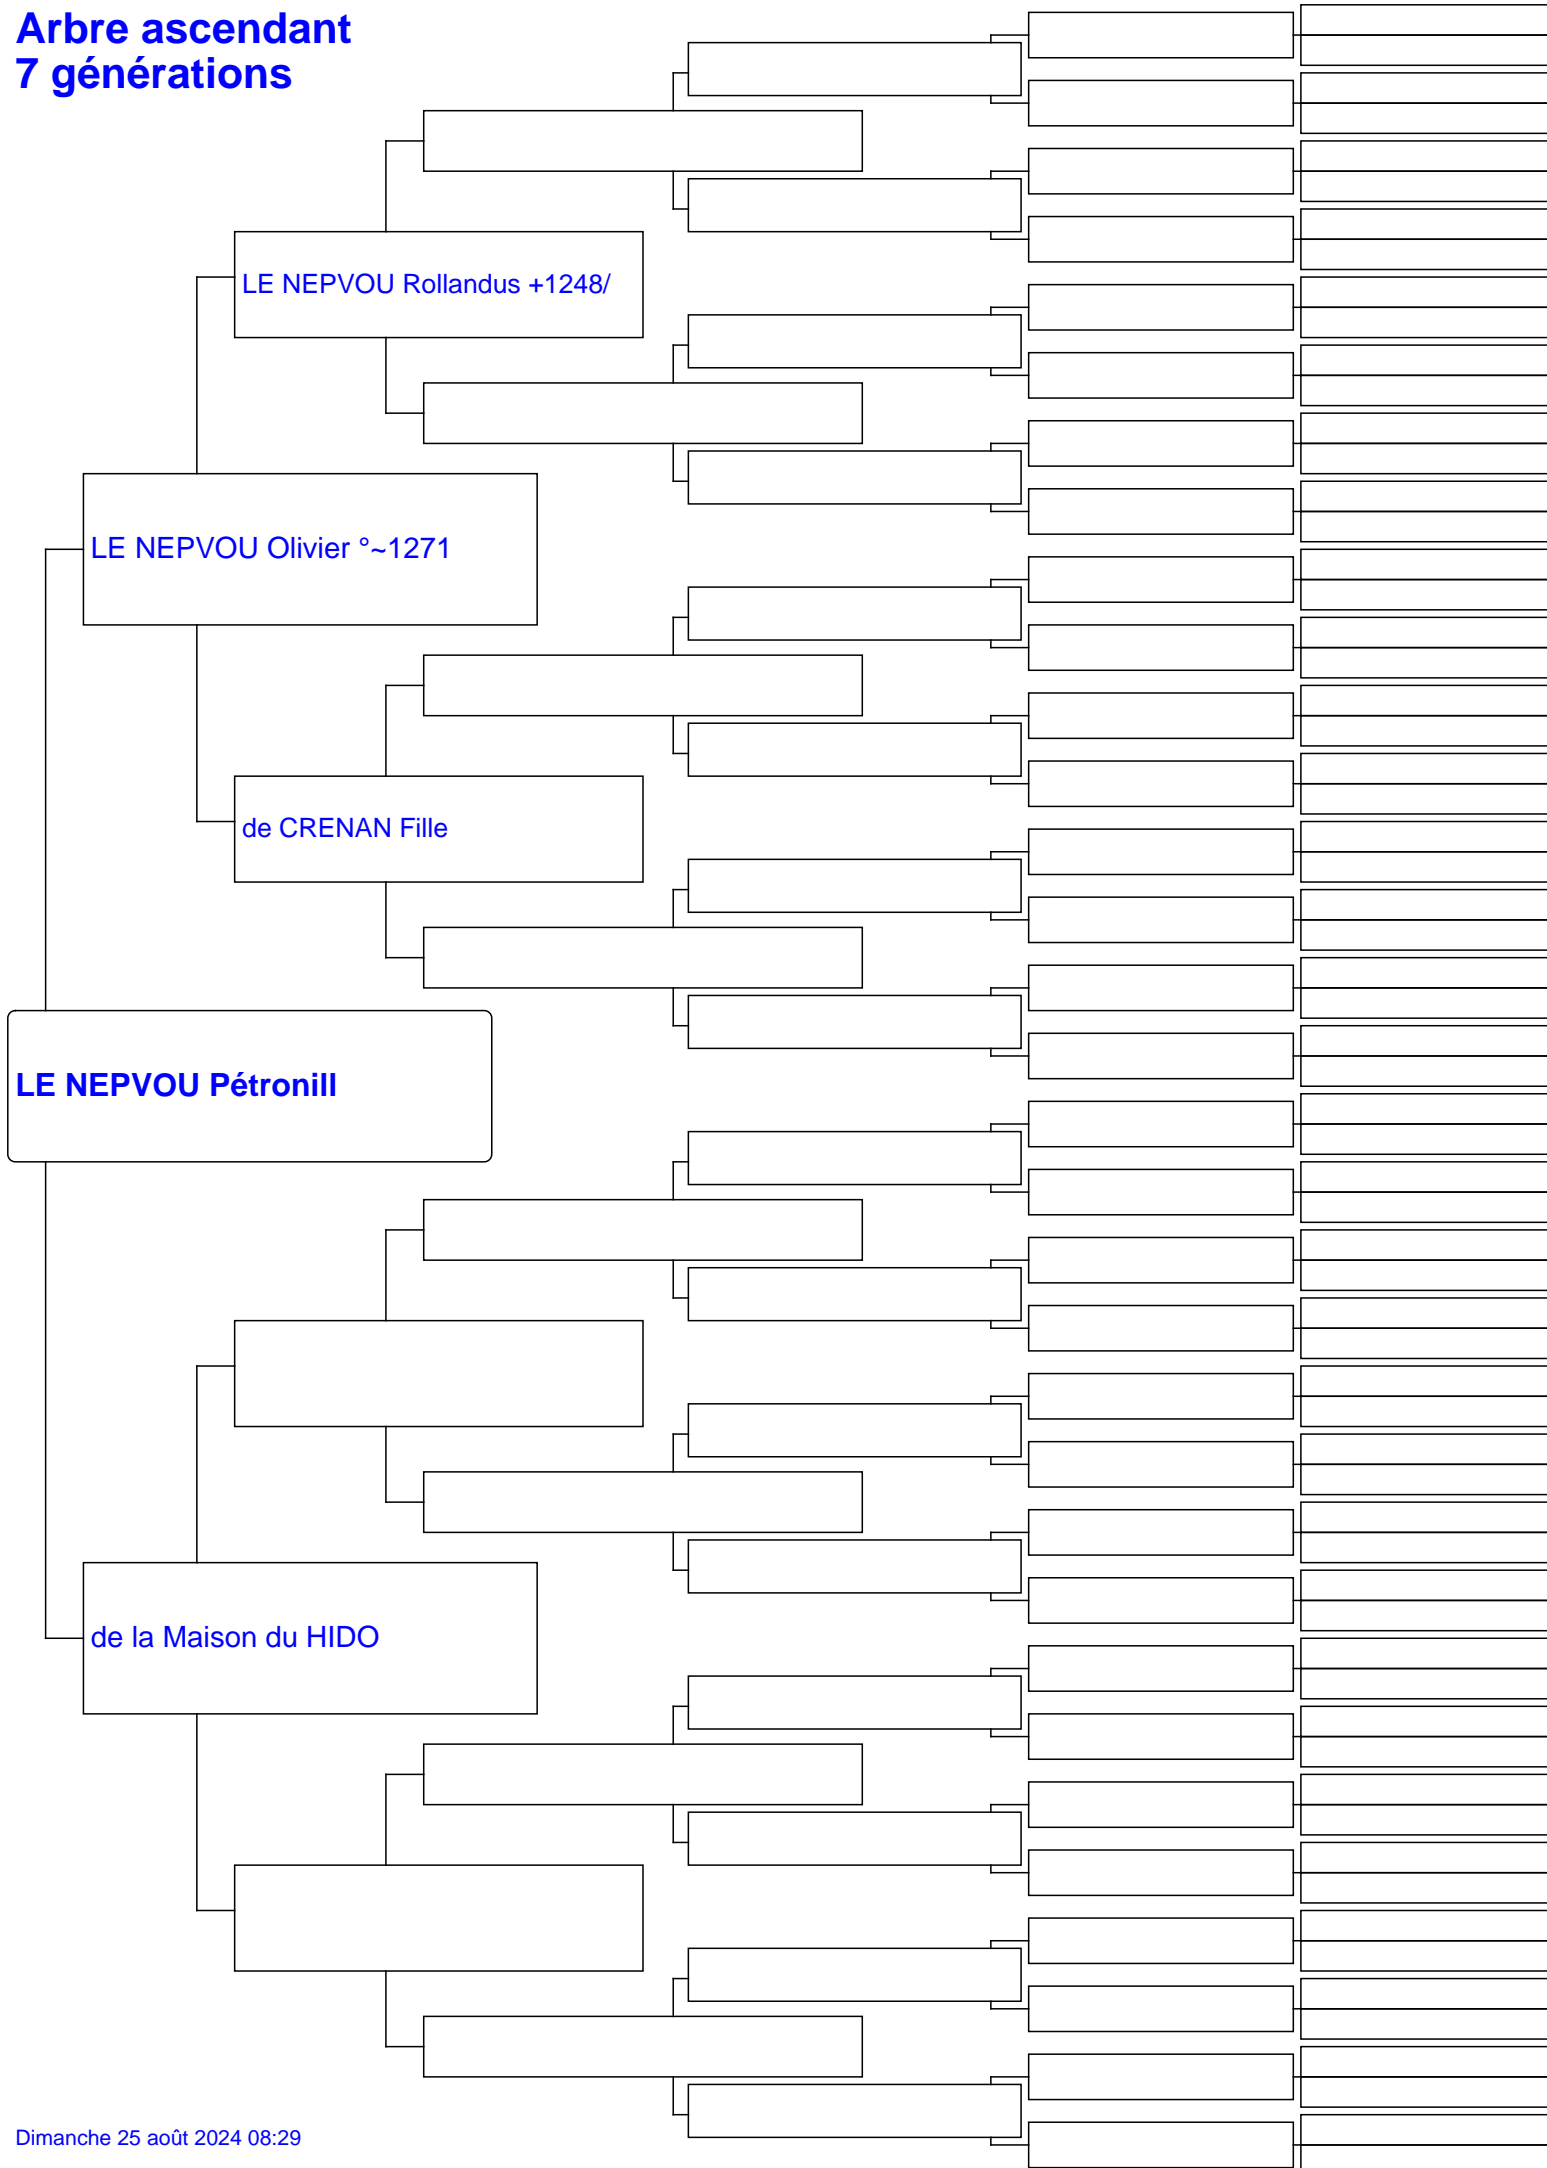 Arbre ascendant
7 générations
LE NEPVOU Rollandus +1248/
LE NEPVOU Olivier °~1271
de CRENAN Fille
LE NEPVOU Pétronill
de la Maison du HIDO
Dimanche 25 août 2024 08:29